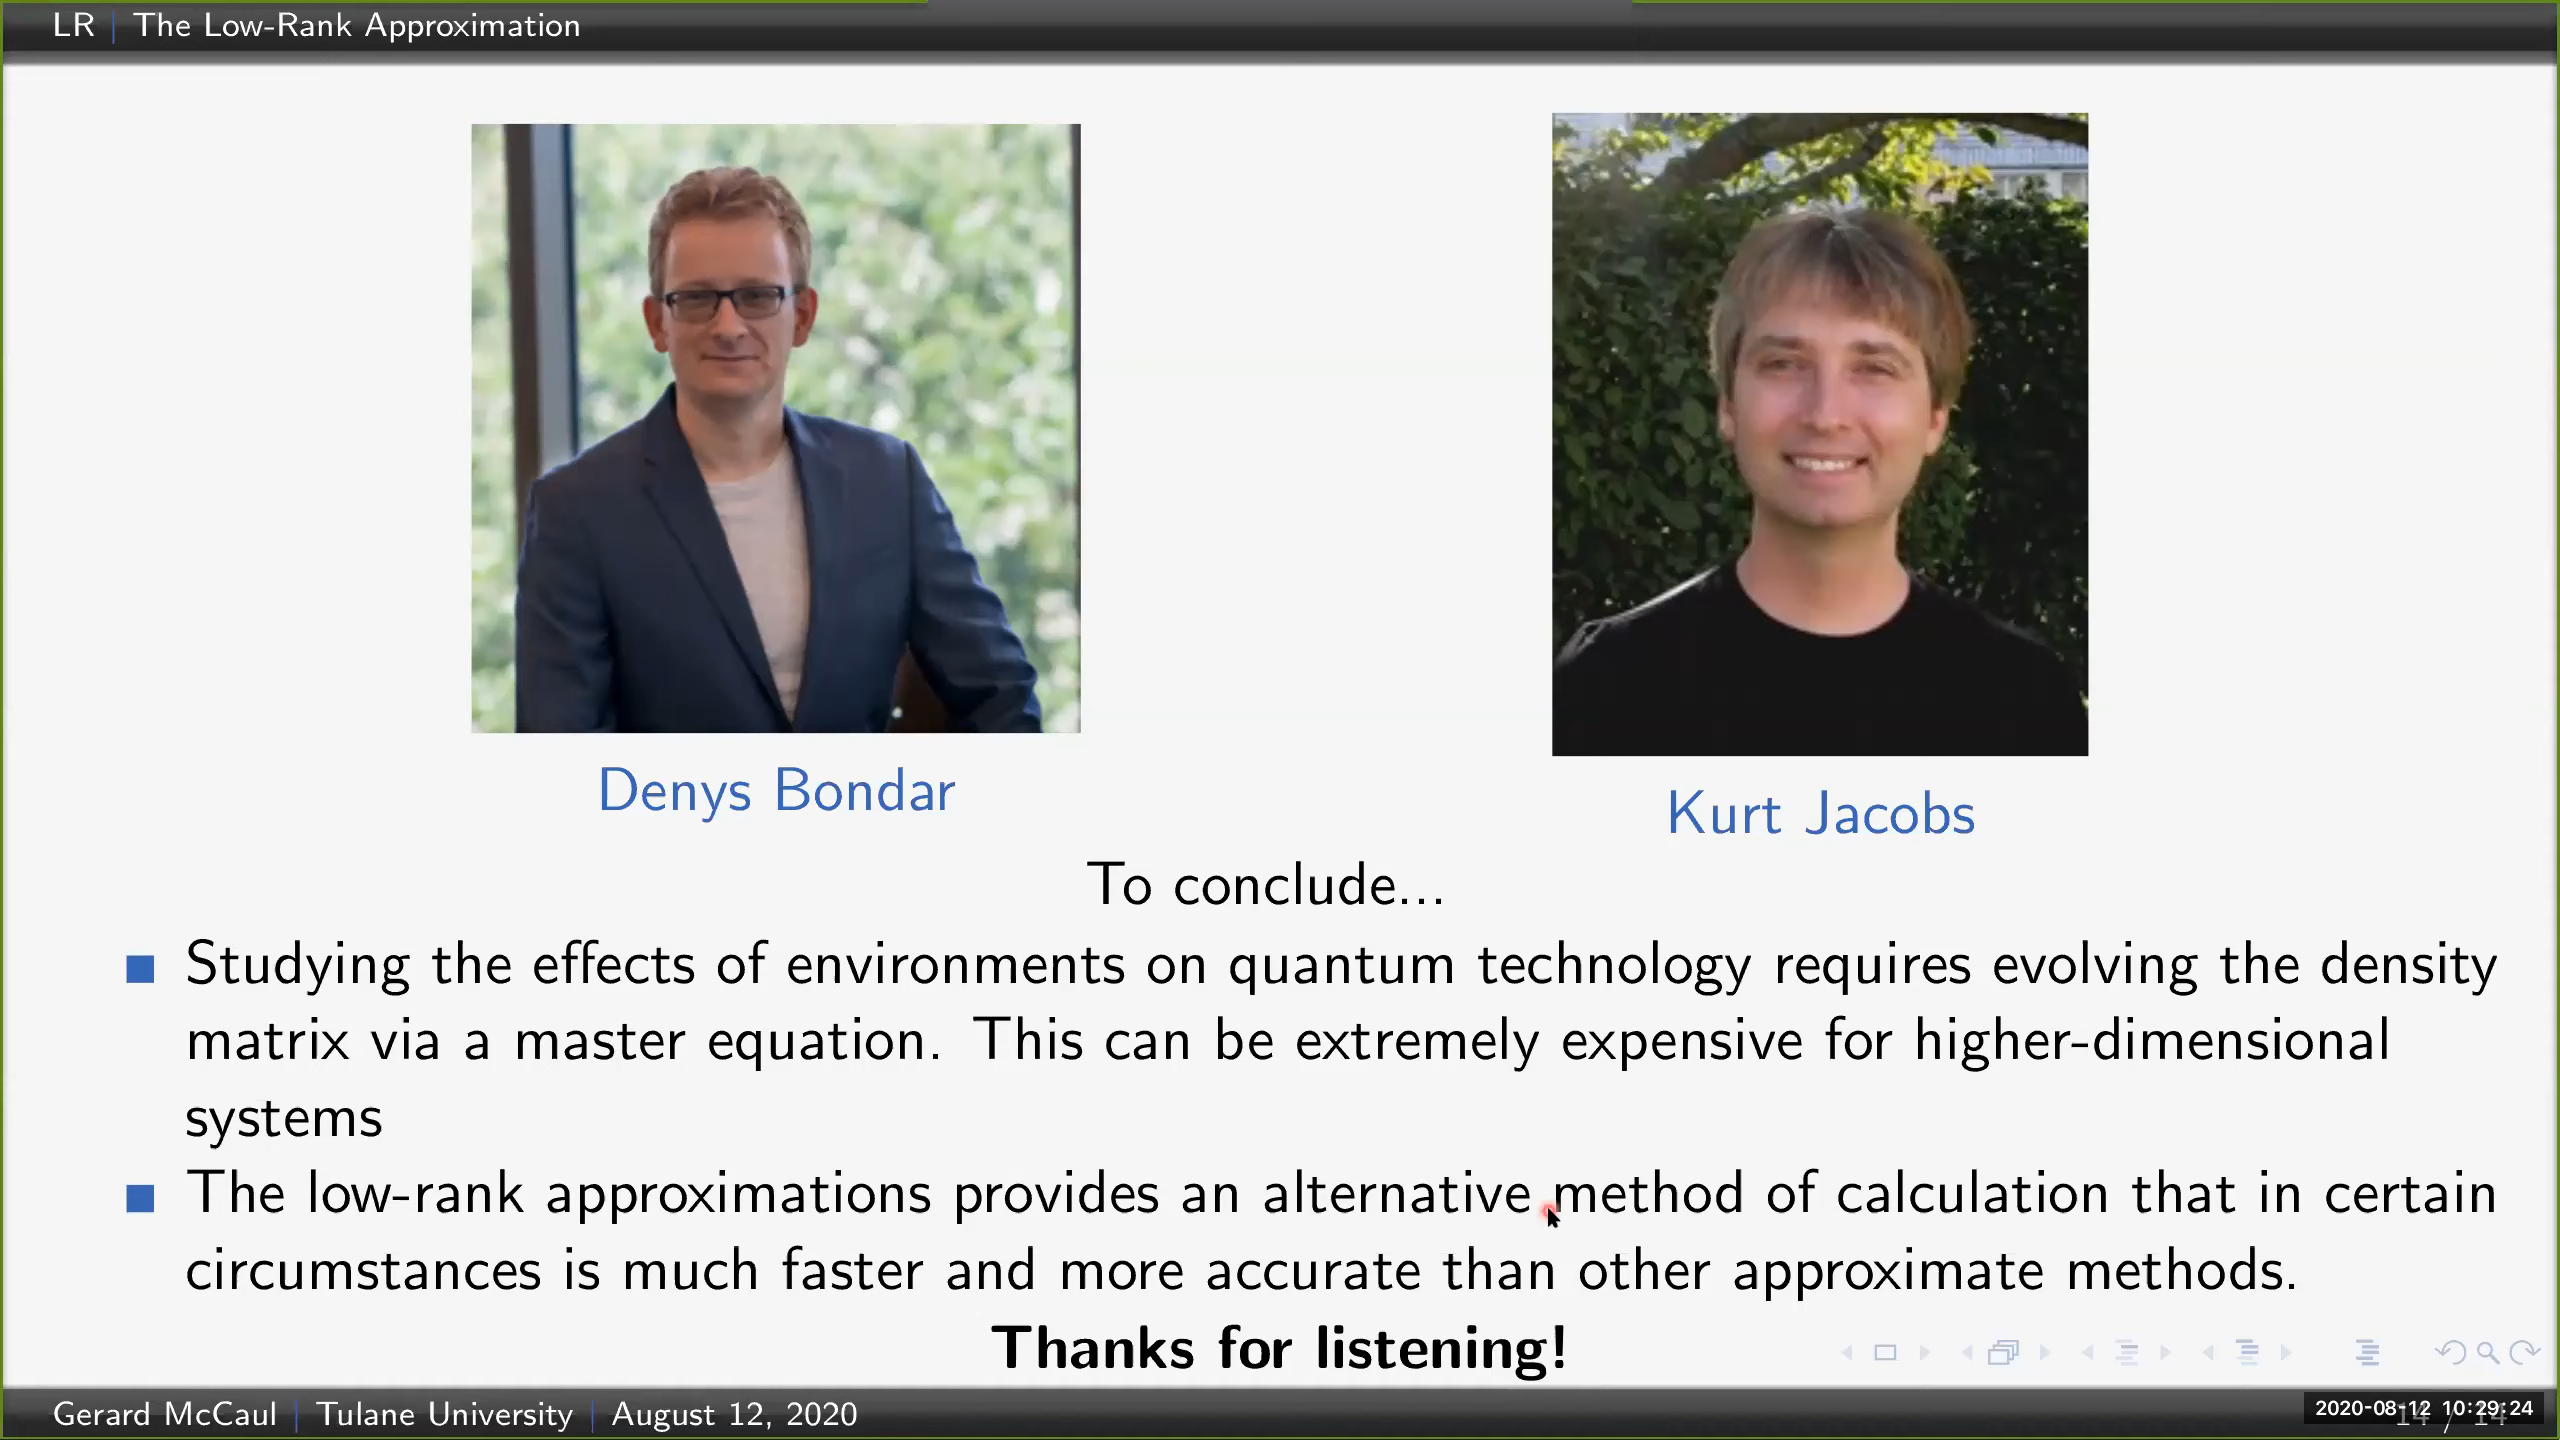 LR | The Low-Rank Approximation
Denys Bondar
Kurt Jacobs
To conclude...
Studying the effects of environments on quantum technology requires evolving the density
matrix via a master equation. This can be extremely expensive for higher-dimensional
systems
The low-rank approximations provides an alternative method of calculation that in certain
circumstances is much faster and more accurate than other approximate methods.
Thanks for listening!
Gerard McCaul | Tulane University | August 12, 2020
2020-08-12 10:29:24
14 / 14